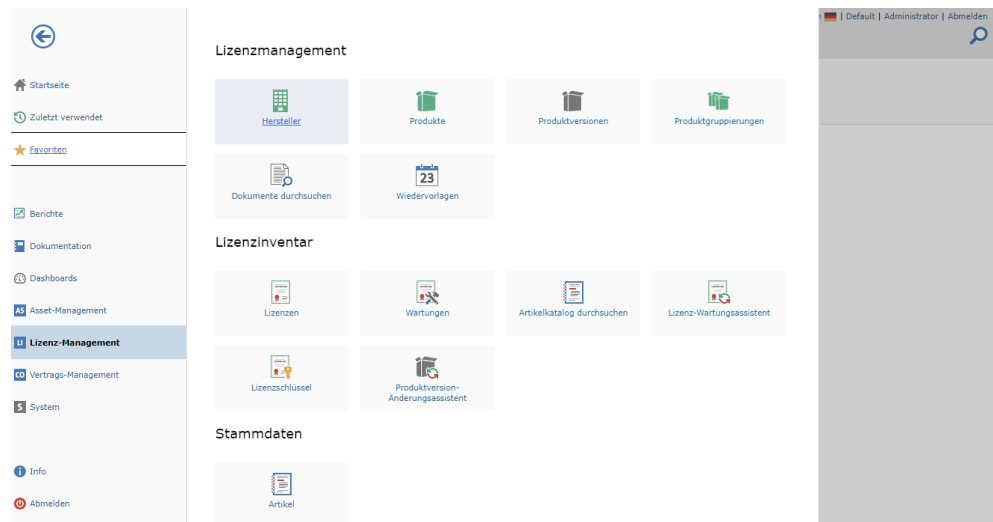 | Default | Administrator | Abmelden
Startseite
Zuletzt verwendet
Favoriten
Berichte
Dokumentation
Dashboards
AS Asset-Management
LI Lizenz-Management
CO Vertrags-Management
S System
Info
Abmelden
Lizenzmanagement
Hersteller
Produkte
Produktversionen
Produktgruppierungen
Dokumente durchsuchen
23
Wiedervorlagen
Lizenzinventar
Lizenzen
Wartungen
Artikelkatalog durchsuchen
Lizenz-Wartungsassistent
Lizenzschlüssel
Produktversion-
Änderungsassistent
Stammdaten
Artikel